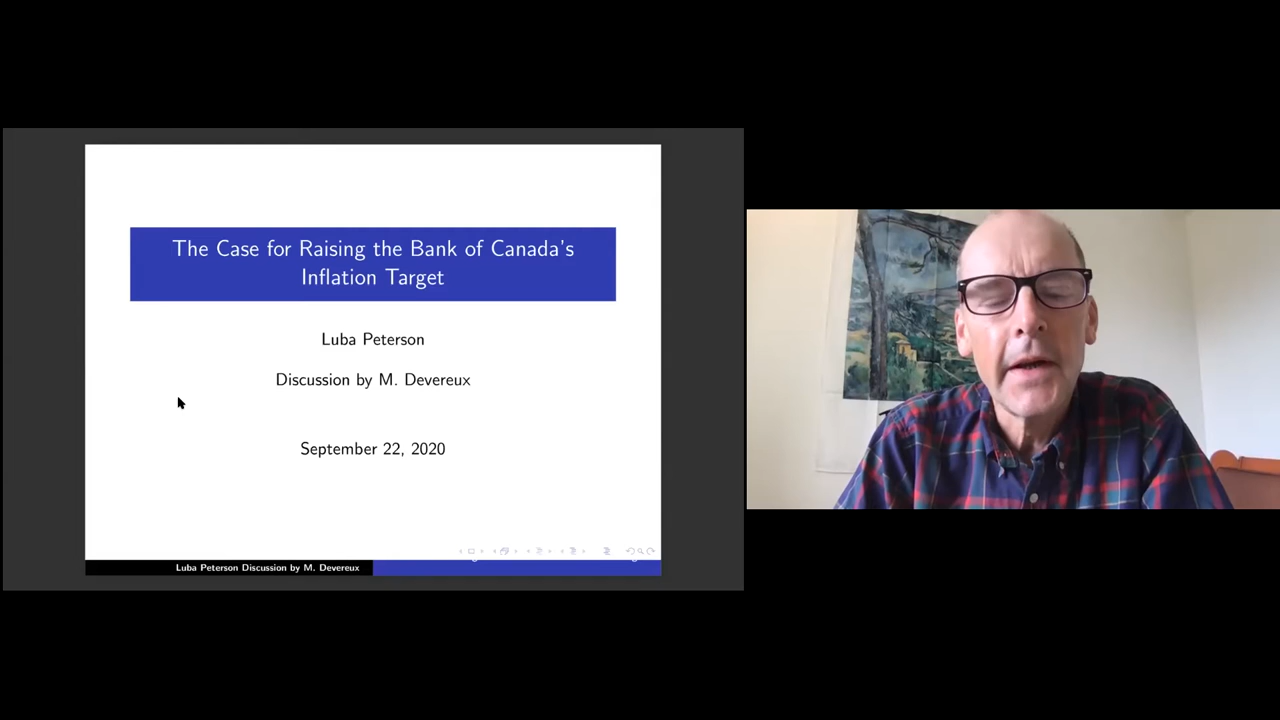 The Case for Raising the Bank of Canada's
Inflation Target
Luba Peterson
Discussion by M. Devereux
September 22, 2020
Luba Peterson Discussion by M. Devereux